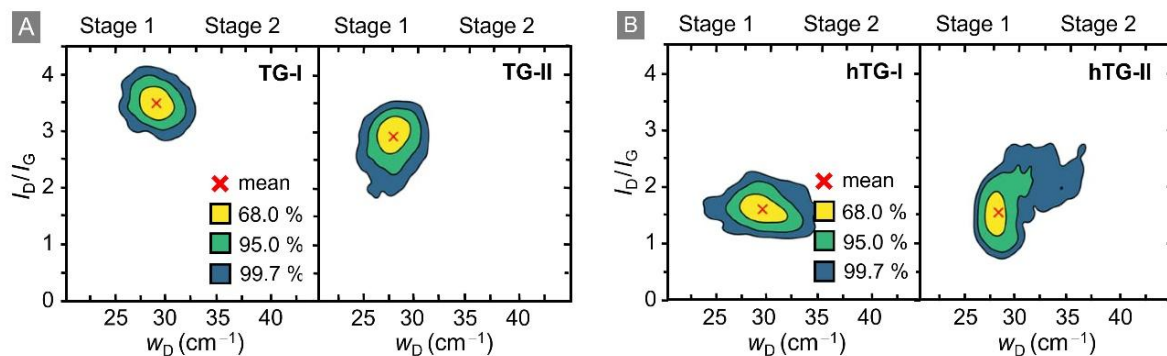 A
Stage 1 Stage 2 Stage 1 Stage 2
TG-I TG-II
mean
68.0 %
95.0 %
99.7 %
I_D/I_G
4
3
2
1
0
25 30 35 40 25 30 35 40
w_D (cm⁻¹) w_D (cm⁻¹)
B
Stage 1 Stage 2 Stage 1 Stage 2
hTG-I hTG-II
mean
68.0 %
95.0 %
99.7 %
I_D/I_G
4
3
2
1
0
25 30 35 40 25 30 35 40
w_D (cm⁻¹) w_D (cm⁻¹)